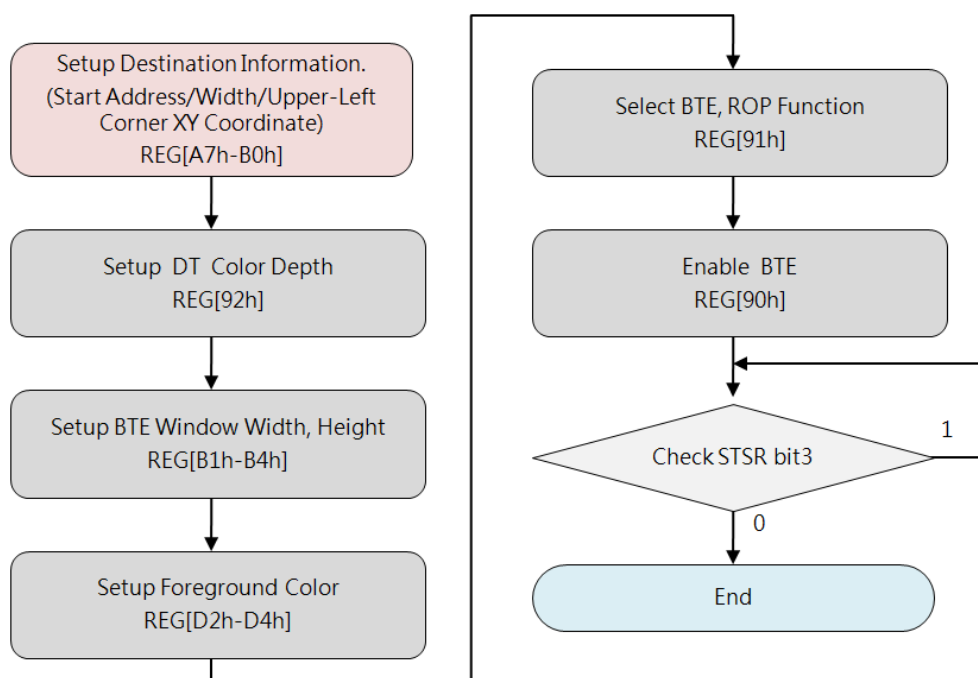 Setup Destination Information.
(Start Address/Width/Upper-Left
Corner XY Coordinate)
REG[A7h-B0h]
Setup DT Color Depth
REG[92h]
Setup BTE Window Width, Height
REG[B1h-B4h]
Setup Foreground Color
REG[D2h-D4h]
Select BTE, ROP Function
REG[91h]
Enable BTE
REG[90h]
Check STSR bit3
1
0
End